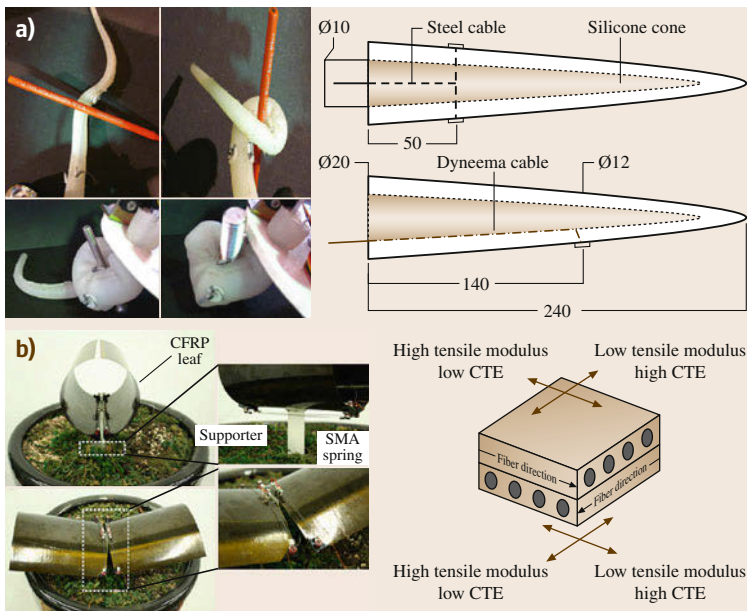 a)
Ø10
Steel cable
Silicone cone
50
Ø20
Dyneema cable
Ø12
140
240
b)
CFRP
leaf
Supporter
SMA
spring
High tensile modulus
low CTE
Low tensile modulus
high CTE
Fiber direction
Fiber direction
High tensile modulus
low CTE
Low tensile modulus
high CTE